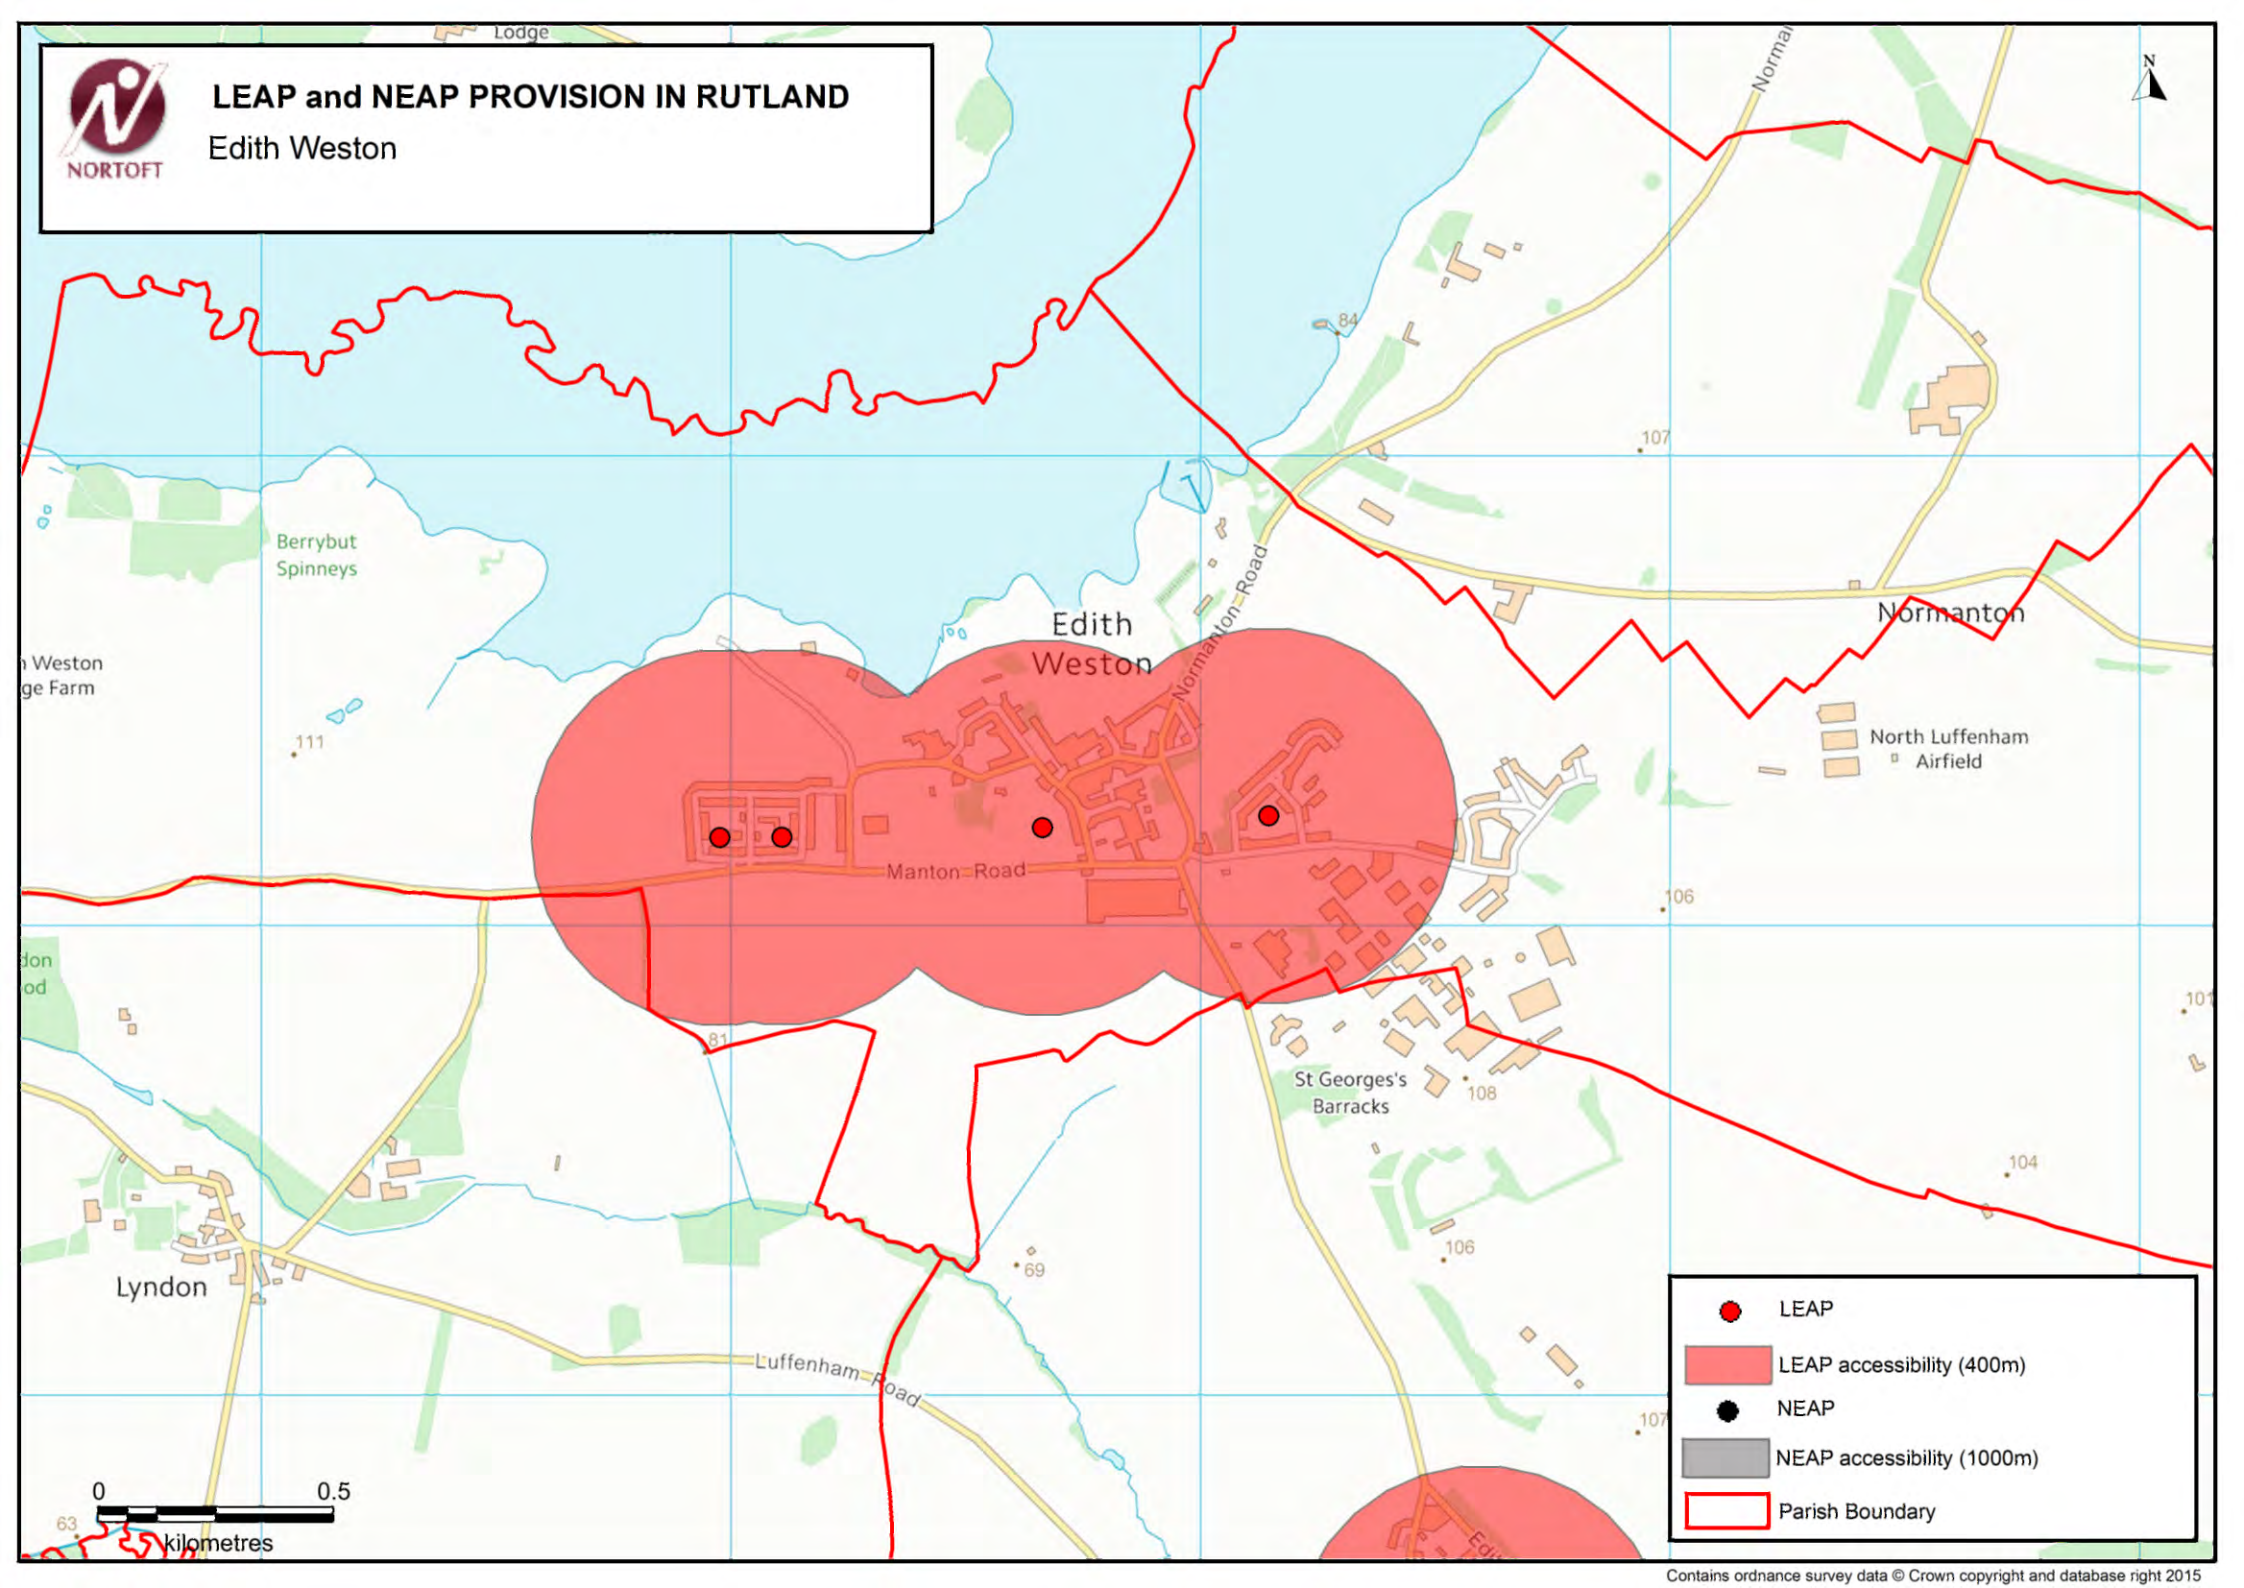 Lodge
LEAP and NEAP PROVISION IN RUTLAND
Edith Weston
NORTOFT
N
84
107
Berrybut
Spinneys
Normanton Road
Edith
Weston
Normanton
Weston
ge Farm
111
North Luffenham
Airfield
Manton Road
106
don
od
81
101
St Georges's
Barracks
108
104
106
69
Lyndon
Luffenham Road
107
LEAP
LEAP accessibility (400m)
NEAP
NEAP accessibility (1000m)
Parish Boundary
0 0.5
kilometres
63
Contains ordnance survey data © Crown copyright and database right 2015